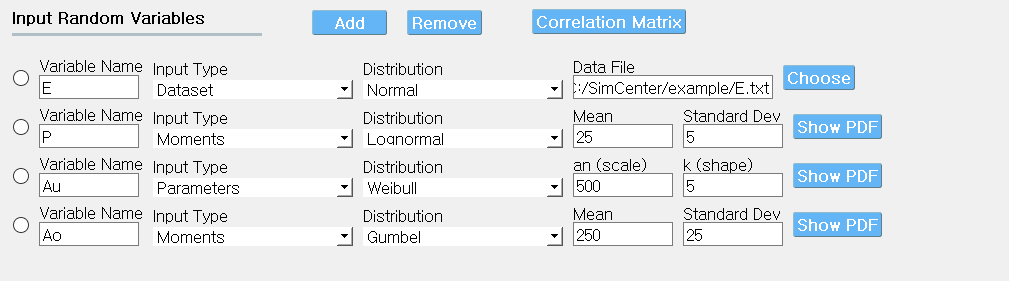 Input Random Variables Add Remove Correlation Matrix
Variable Name Input Type Distribution Data File
E Dataset Normal C:/SimCenter/example/E.txt Choose
Variable Name Input Type Distribution Mean Standard Dev
P Moments Lognormal 25 5 Show PDF
Variable Name Input Type Distribution an (scale) k (shape)
Au Parameters Weibull 500 5 Show PDF
Variable Name Input Type Distribution Mean Standard Dev
Ao Moments Gumbel 250 25 Show PDF